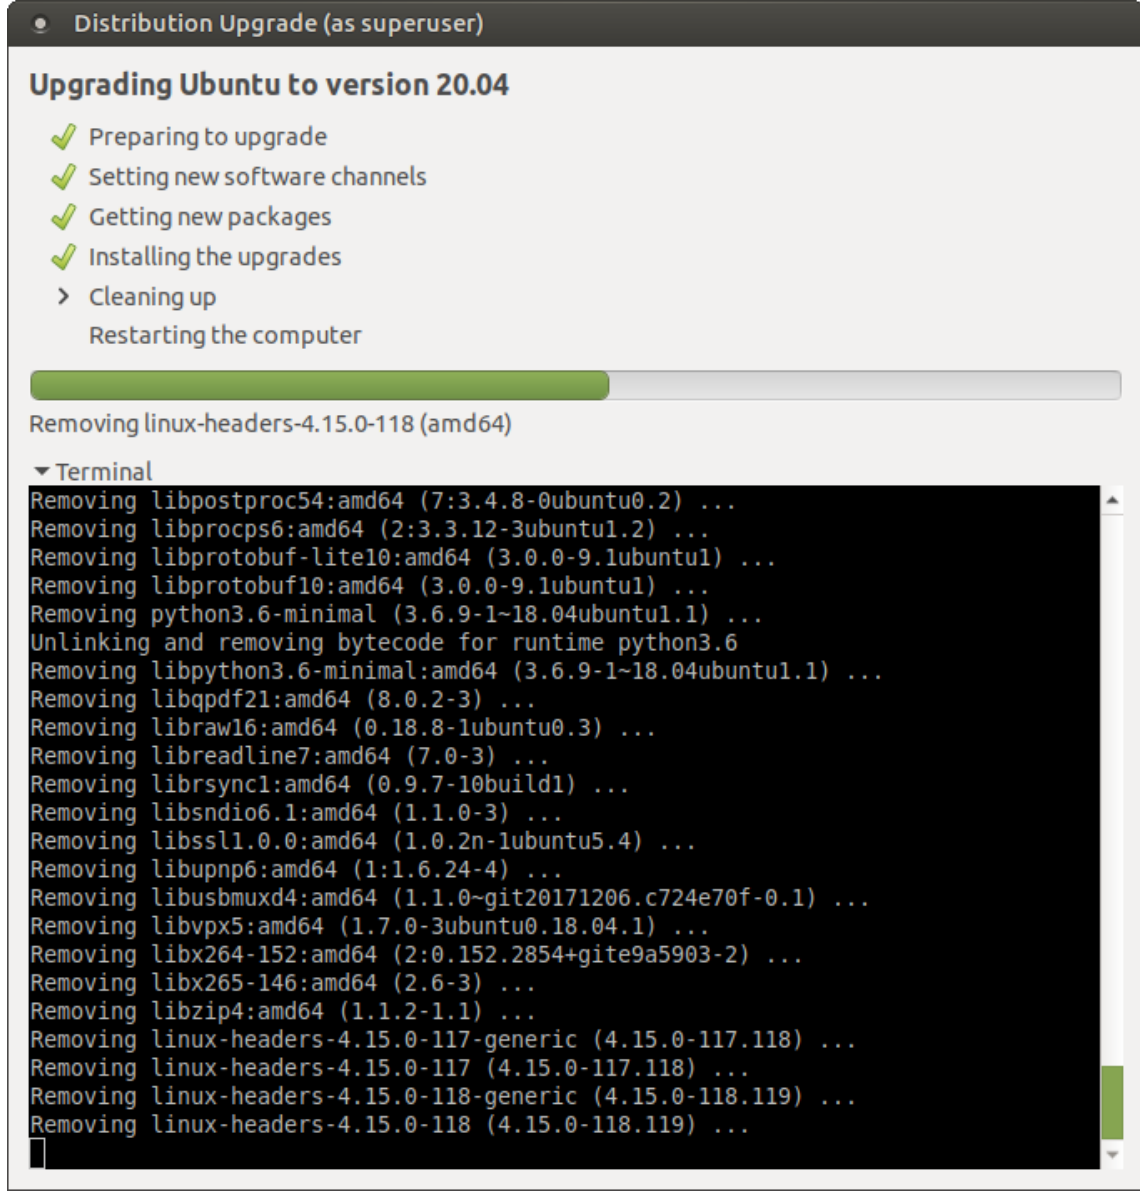 Distribution Upgrade (as superuser)
Upgrading Ubuntu to version 20.04
Preparing to upgrade
Setting new software channels
Getting new packages
Installing the upgrades
Cleaning up
Restarting the computer
Removing linux-headers-4.15.0-118 (amd64)
Terminal
Removing libpostproc54:amd64 (7:3.4.8-0ubuntu0.2) ...
Removing libprocps6:amd64 (2:3.3.12-3ubuntu1.2) ...
Removing libprotobuf-lite10:amd64 (3.0.0-9.1ubuntu1) ...
Removing libprotobuf10:amd64 (3.0.0-9.1ubuntu1) ...
Removing python3.6-minimal (3.6.9-1~18.04ubuntu1.1) ...
Unlinking and removing bytecode for runtime python3.6
Removing libpython3.6-minimal:amd64 (3.6.9-1~18.04ubuntu1.1) ...
Removing libqpdf21:amd64 (8.0.2-3) ...
Removing libraw16:amd64 (0.18.8-1ubuntu0.3) ...
Removing libreadline7:amd64 (7.0-3) ...
Removing librsync1:amd64 (0.9.7-10build1) ...
Removing libsndio6.1:amd64 (1.1.0-3) ...
Removing libssl1.0.0:amd64 (1.0.2n-1ubuntu5.4) ...
Removing libupnp6:amd64 (1:1.6.24-4) ...
Removing libusbmuxd4:amd64 (1.1.0~git20171206.c724e70f-0.1) ...
Removing libvpx5:amd64 (1.7.0-3ubuntu0.18.04.1) ...
Removing libx264-152:amd64 (2:0.152.2854+gite9a5903-2) ...
Removing libx265-146:amd64 (2.6-3) ...
Removing libzip4:amd64 (1.1.2-1.1) ...
Removing linux-headers-4.15.0-117-generic (4.15.0-117.118) ...
Removing linux-headers-4.15.0-117 (4.15.0-117.118) ...
Removing linux-headers-4.15.0-118-generic (4.15.0-118.119) ...
Removing linux-headers-4.15.0-118 (4.15.0-118.119) ...